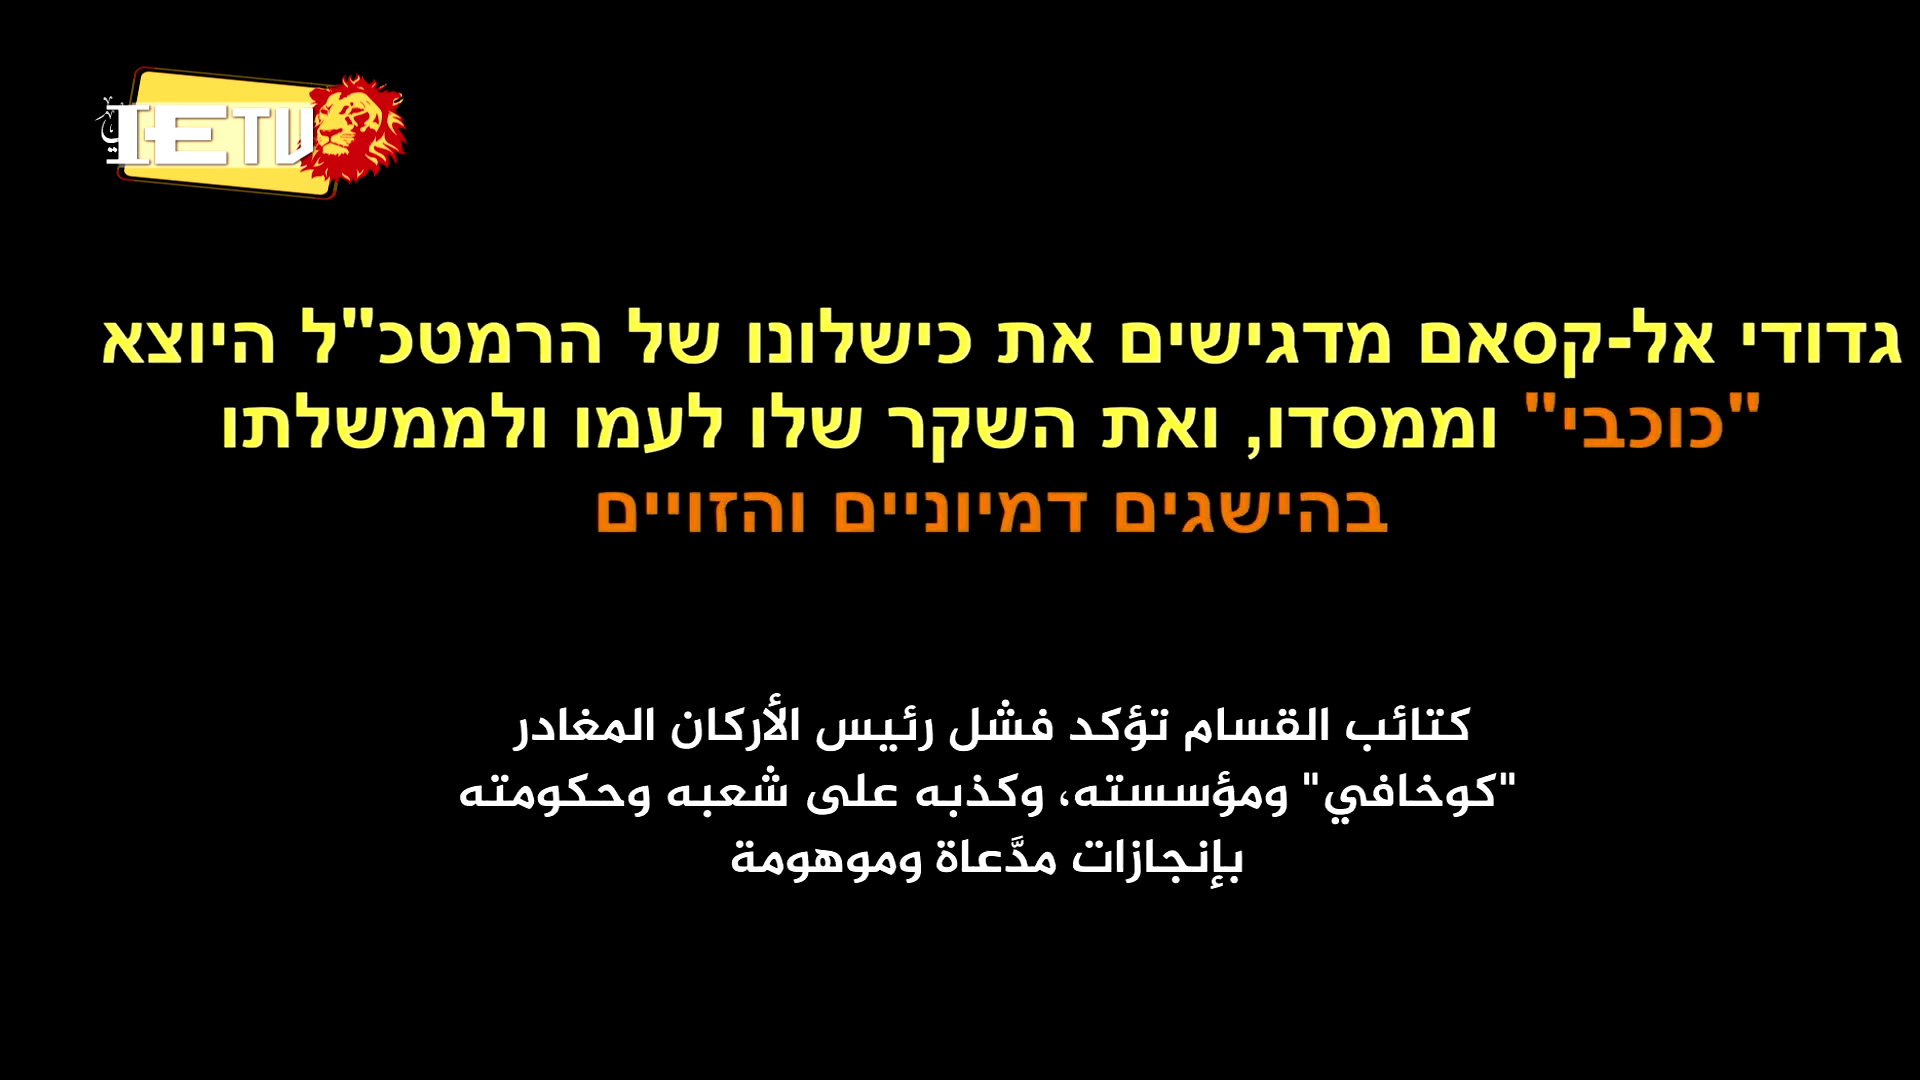 IETV
גדודי אל-קסאם מדגישים את כישלונו של הרמטכ"ל היוצא
"כוכבי" וממסדו, ואת השקר שלו לעמו ולממשלתו
בהישגים דמיוניים והזויים
كتائب القسام تؤكد فشل رئيس الأركان المغادر
"كوخافي" ومؤسسته، وكذبه على شعبه وحكومته
بإنجازات مدَّعاة وموهومة